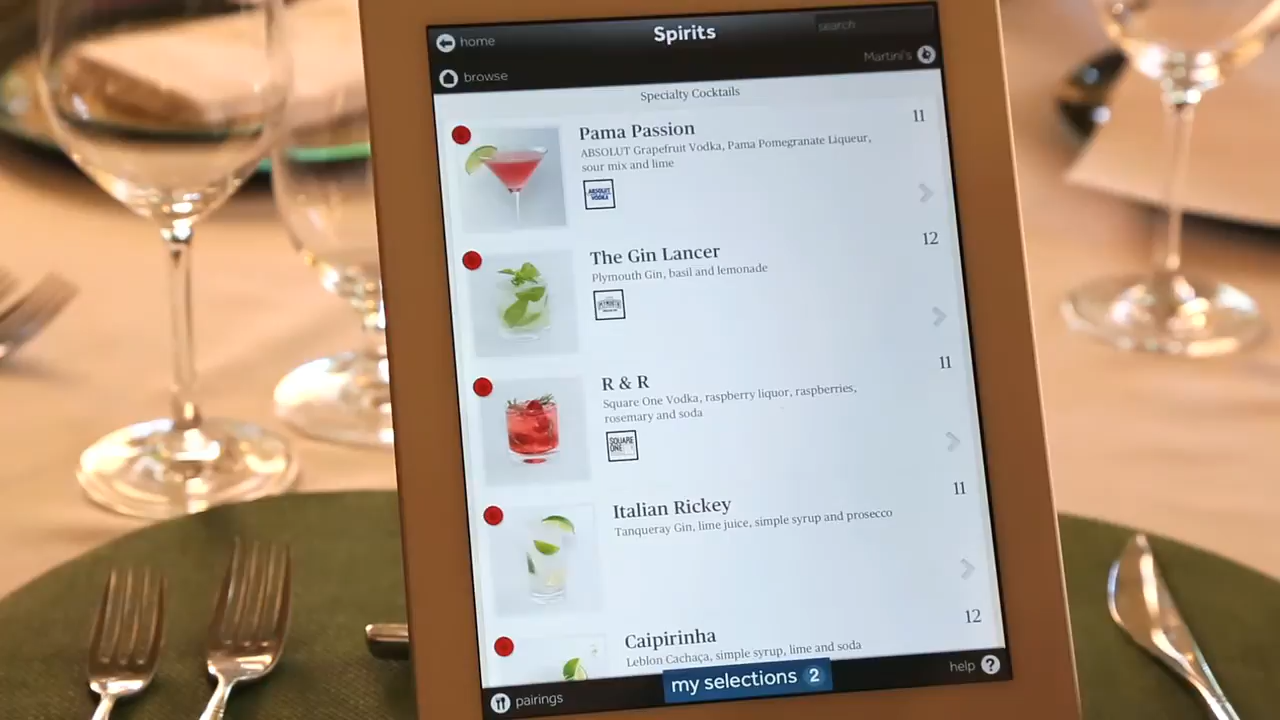 home
Spirits
search
browse
Martini's
Specialty Cocktails
Pama Passion
11
ABSOLUT Grapefruit Vodka, Pama Pomegranate Liqueur,
sour mix and lime
ABSOLUT
VODKA
The Gin Lancer
12
Plymouth Gin, basil and lemonade
PLYMOUTH
R & R
11
Square One Vodka, raspberry liquor, raspberries,
rosemary and soda
SQUARE
ONE
Italian Rickey
11
Tanqueray Gin, lime juice, simple syrup and prosecco
Caipirinha
12
Leblon Cachaça, simple syrup, lime and soda
pairings
my selections 2
help ?